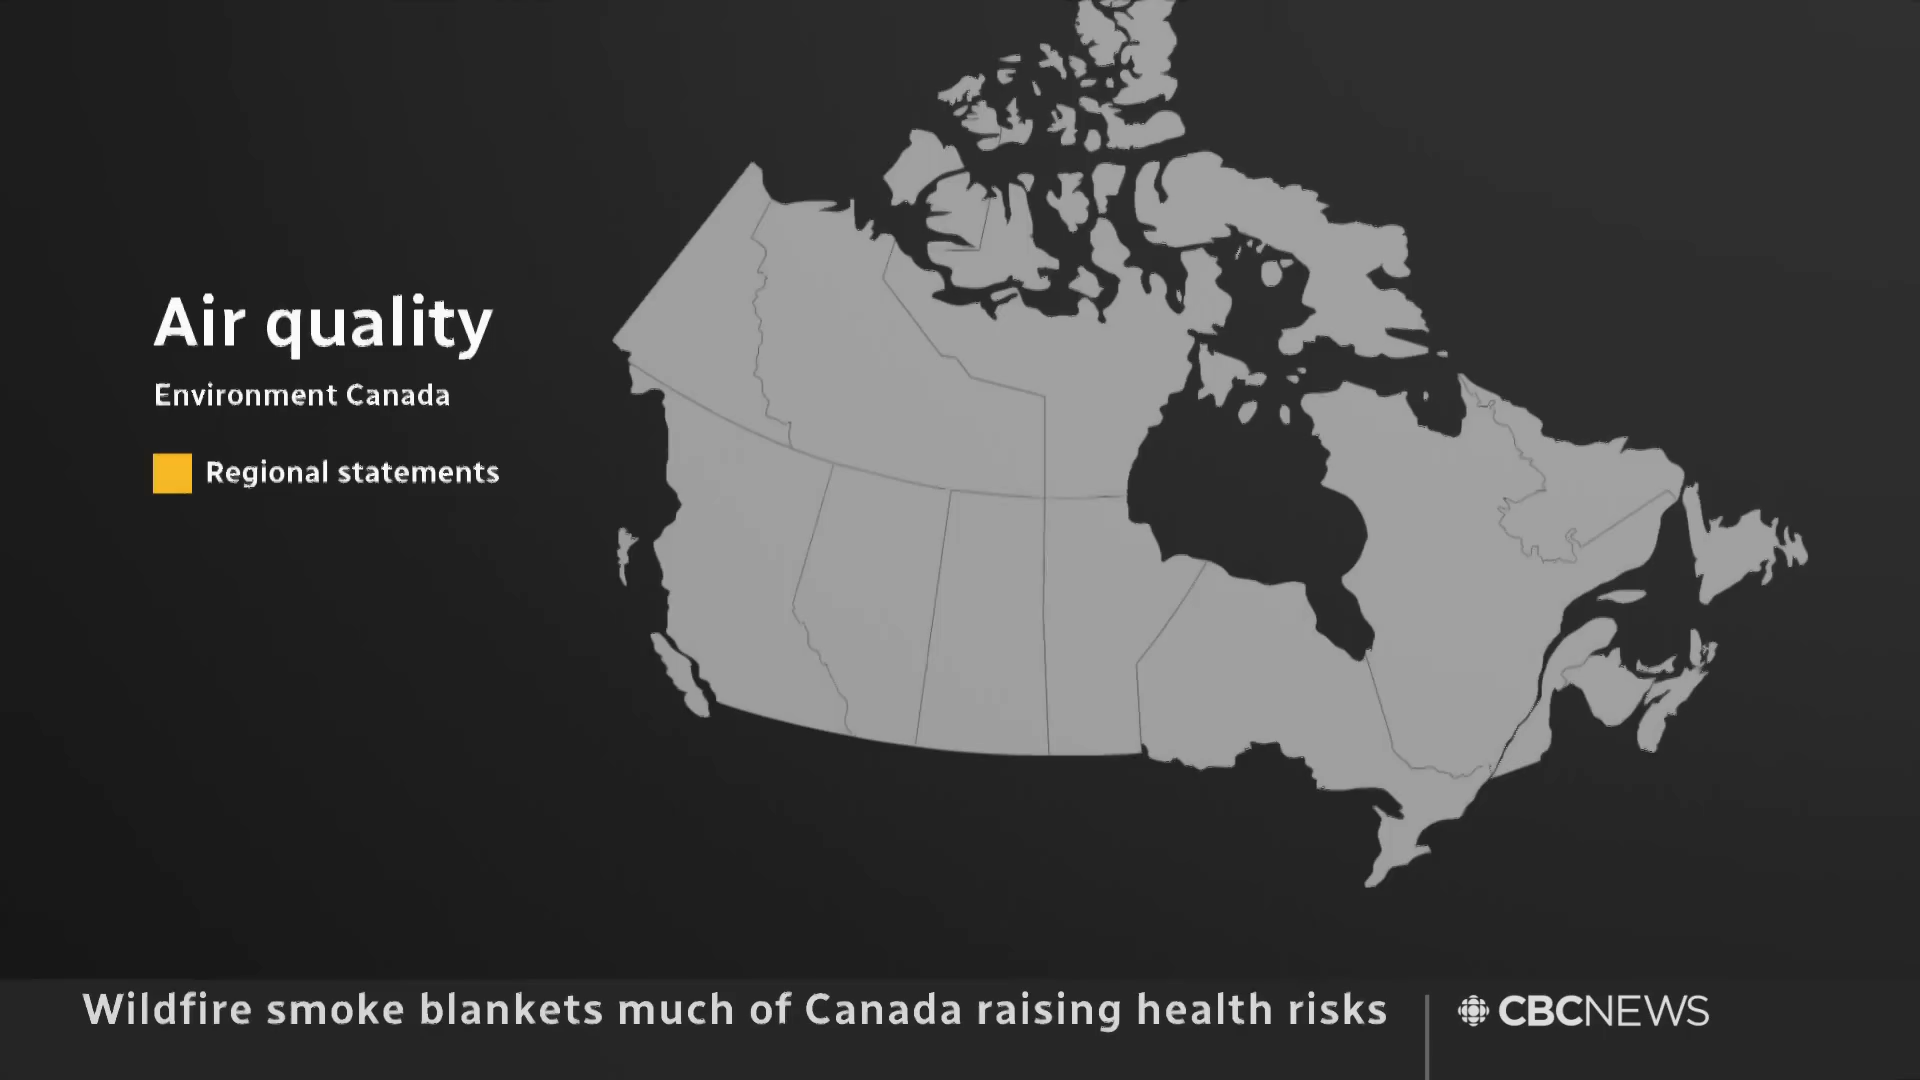 Air quality
Environment Canada
Regional statements
Wildfire smoke blankets much of Canada raising health risks
CBCNEWS